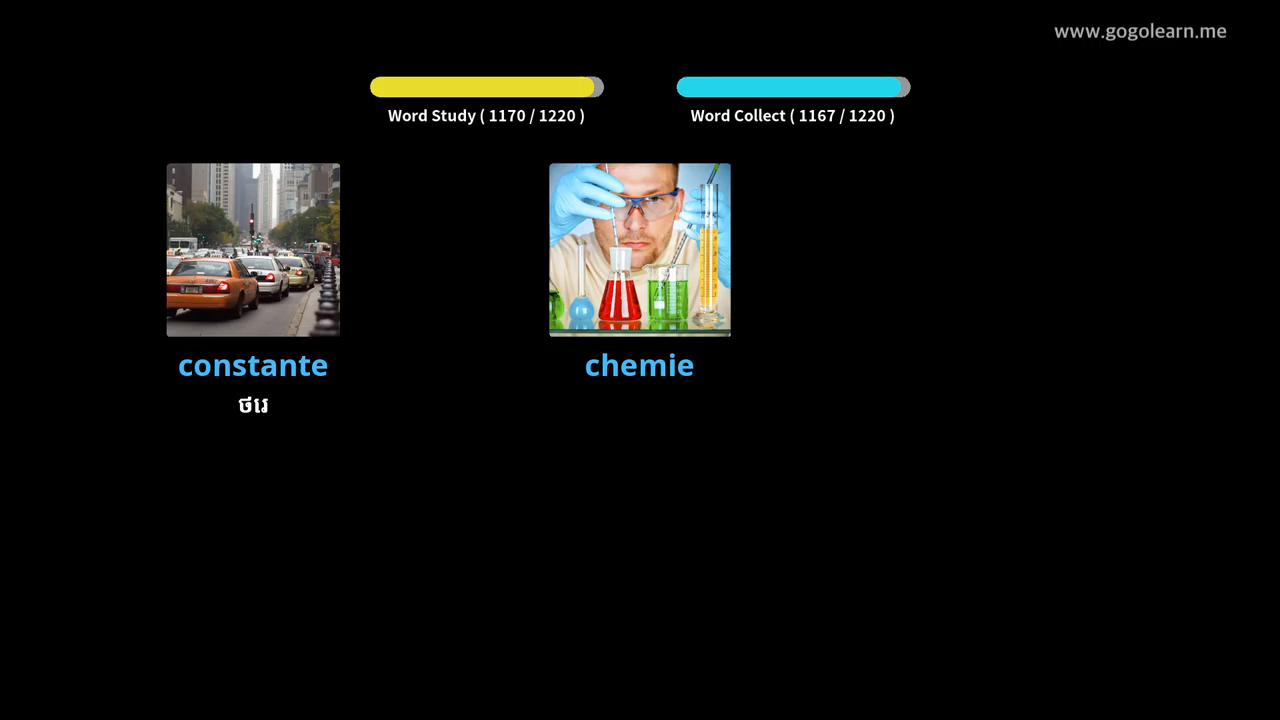 www.gogolearn.me
Word Study ( 1170 / 1220 )
Word Collect ( 1167 / 1220 )
constante
chemie
ថេរ